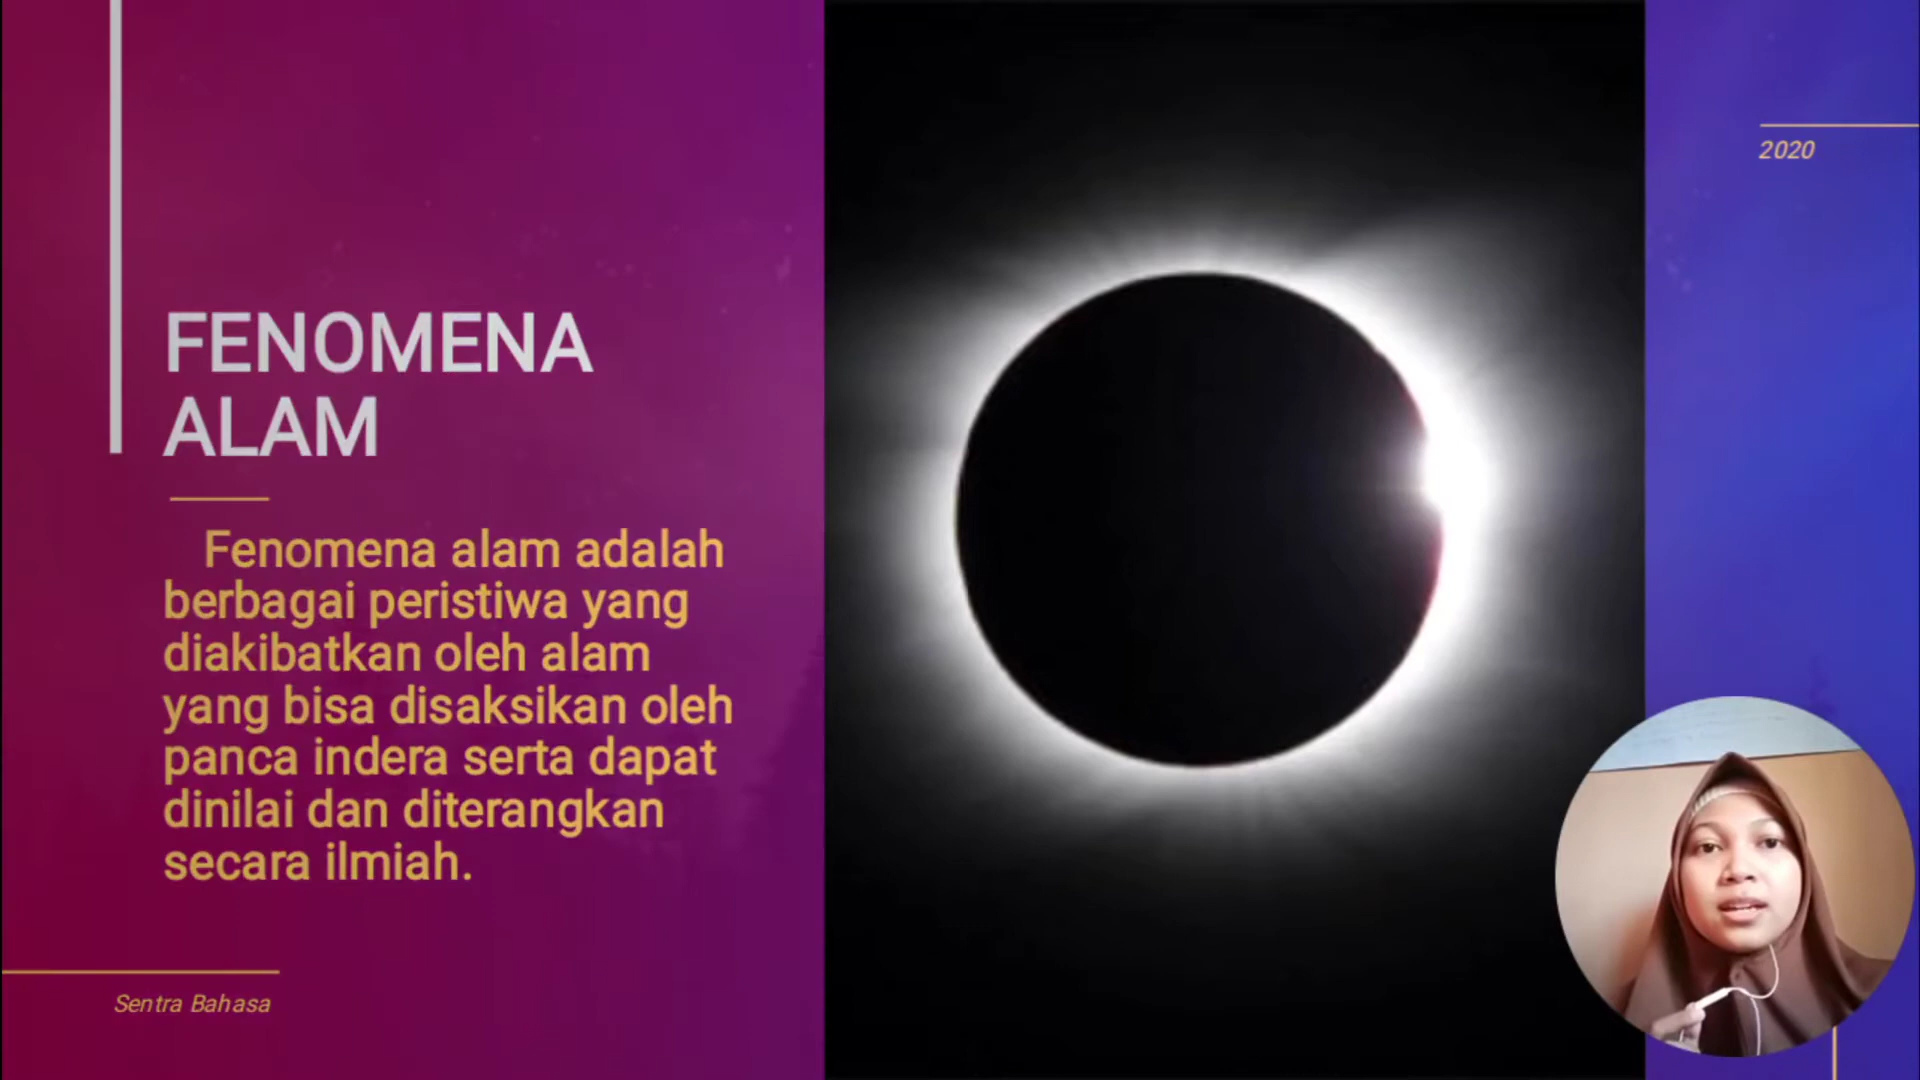 2020
FENOMENA
ALAM
Fenomena alam adalah
berbagai peristiwa yang
diakibatkan oleh alam
yang bisa disaksikan oleh
panca indera serta dapat
dinilai dan diterangkan
secara ilmiah.
Sentra Bahasa